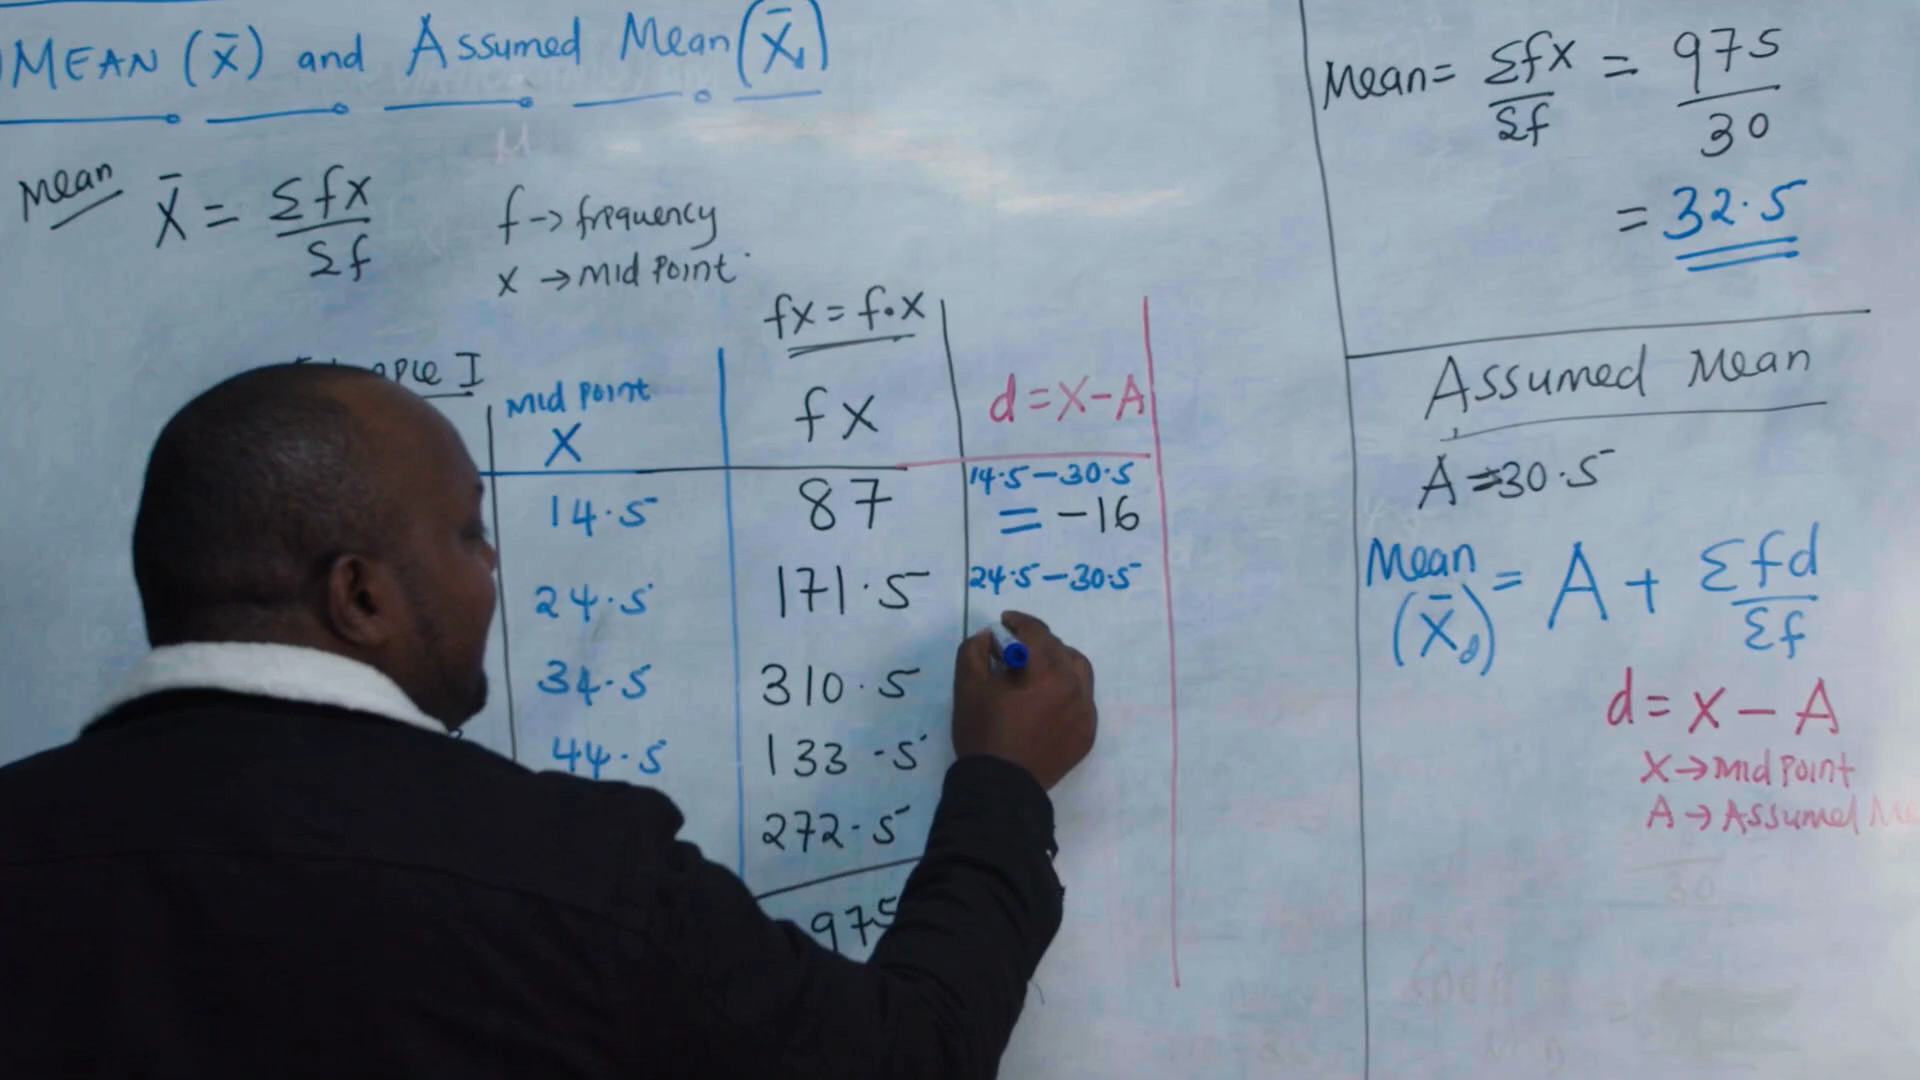 MEAN (x̄) and Assumed Mean (X̄d)
Mean
X̄ = Σfx / Σf
f → frequency
x → Mid Point
fx = f·x
Mid Point
X
fx
d = X - A
14.5
87
14.5 - 30.5
= -16
24.5
171.5
24.5 - 30.5
34.5
310.5
44.5
133.5
272.5
975
Mean = Σfx / Σf = 975 / 30
= 32.5
Assumed Mean
A = 30.5
Mean (X̄d) = A + Σfd / Σf
d = x - A
X → Mid Point
A → Assumed